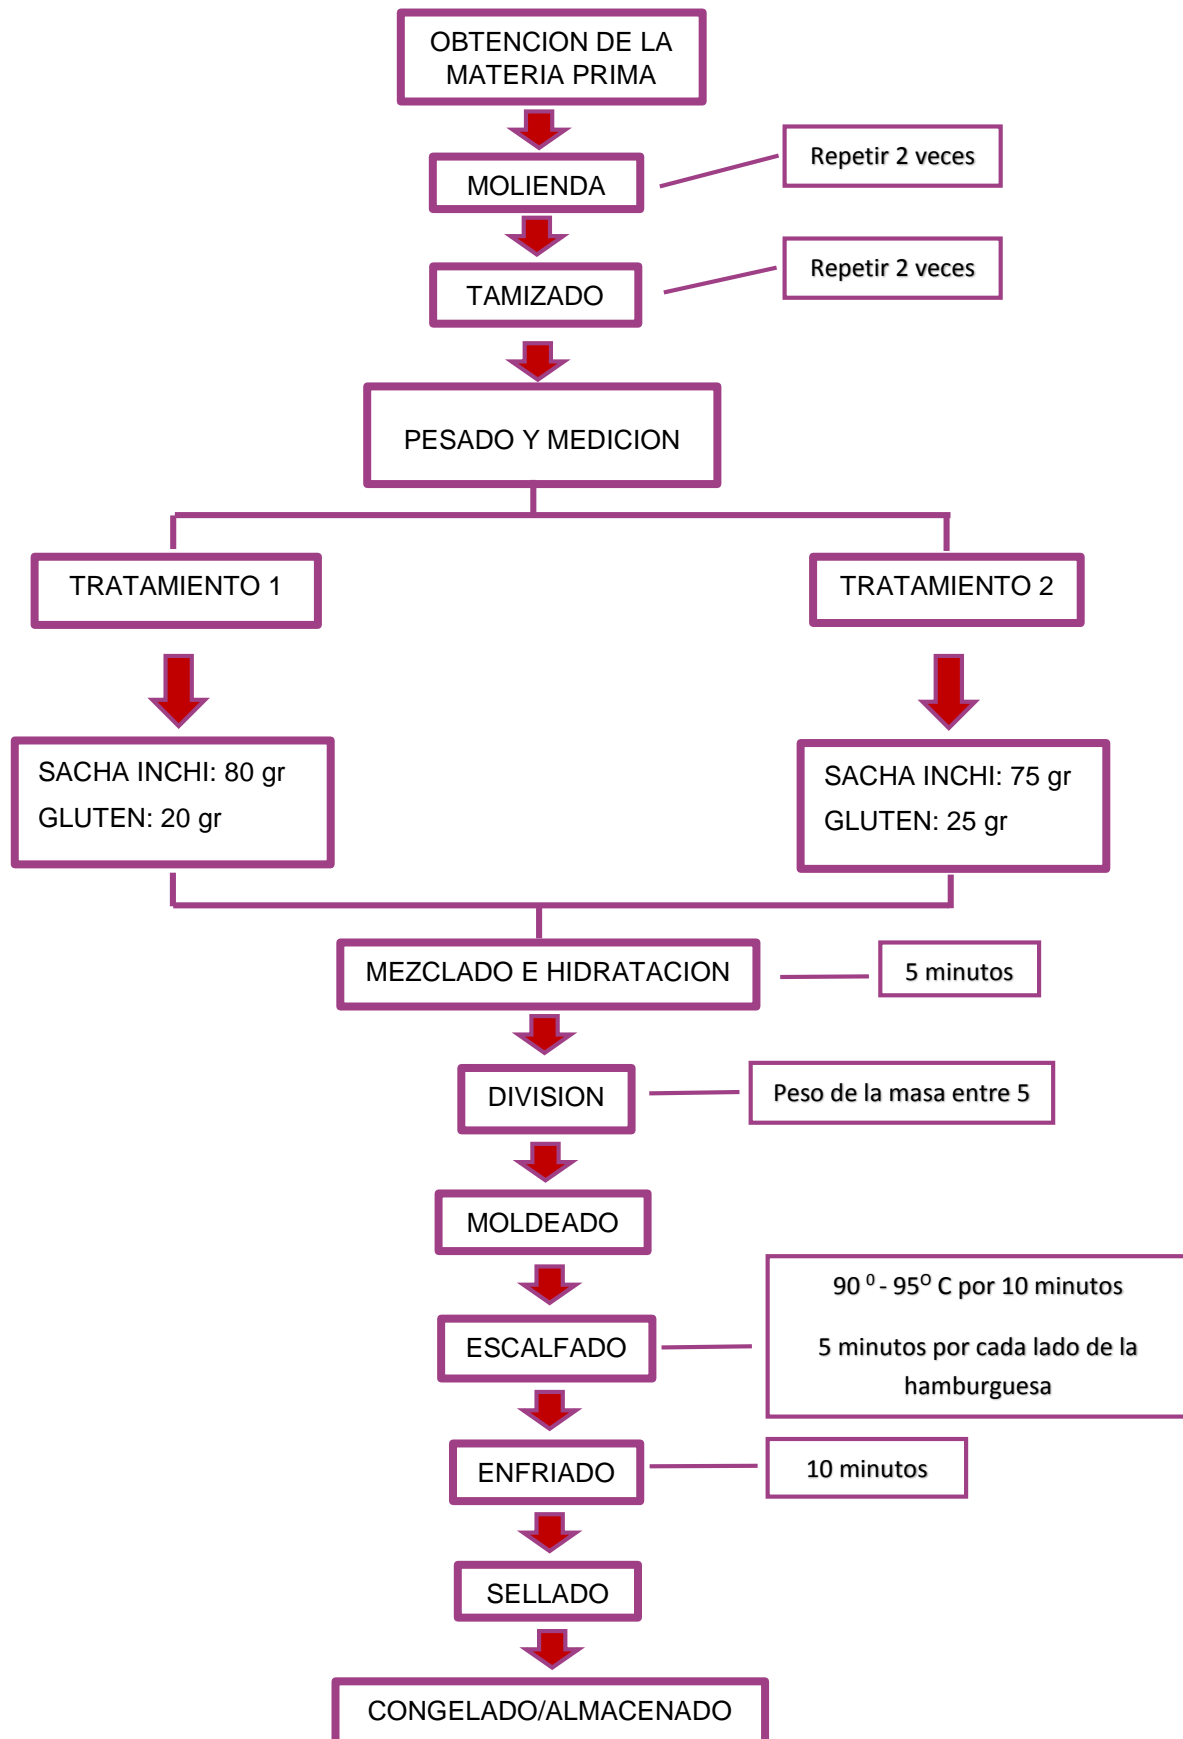 OBTENCION DE LA
MATERIA PRIMA
MOLIENDA
Repetir 2 veces
TAMIZADO
Repetir 2 veces
PESADO Y MEDICION
TRATAMIENTO 1
TRATAMIENTO 2
SACHA INCHI: 80 gr
GLUTEN: 20 gr
SACHA INCHI: 75 gr
GLUTEN: 25 gr
MEZCLADO E HIDRATACION
5 minutos
DIVISION
Peso de la masa entre 5
MOLDEADO
90 ⁰ - 95ᴼ C por 10 minutos
5 minutos por cada lado de la
hamburguesa
ESCALFADO
ENFRIADO
10 minutos
SELLADO
CONGELADO/ALMACENADO